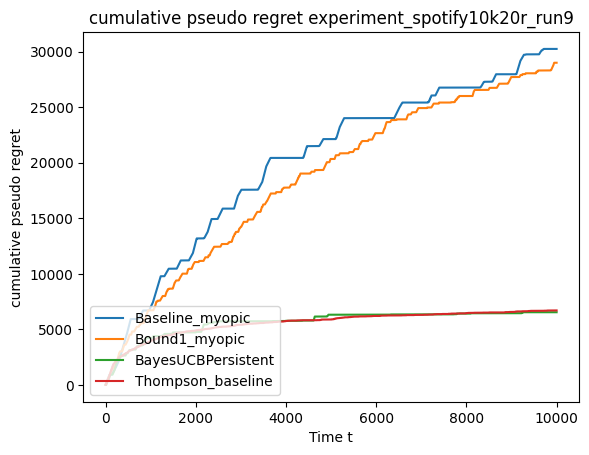 cumulative pseudo regret experiment_spotify10k20r_run9
cumulative pseudo regret
30000
25000
20000
15000
10000
5000
0
Baseline_myopic
Bound1_myopic
BayesUCBPersistent
Thompson_baseline
0 2000 4000 6000 8000 10000
Time t